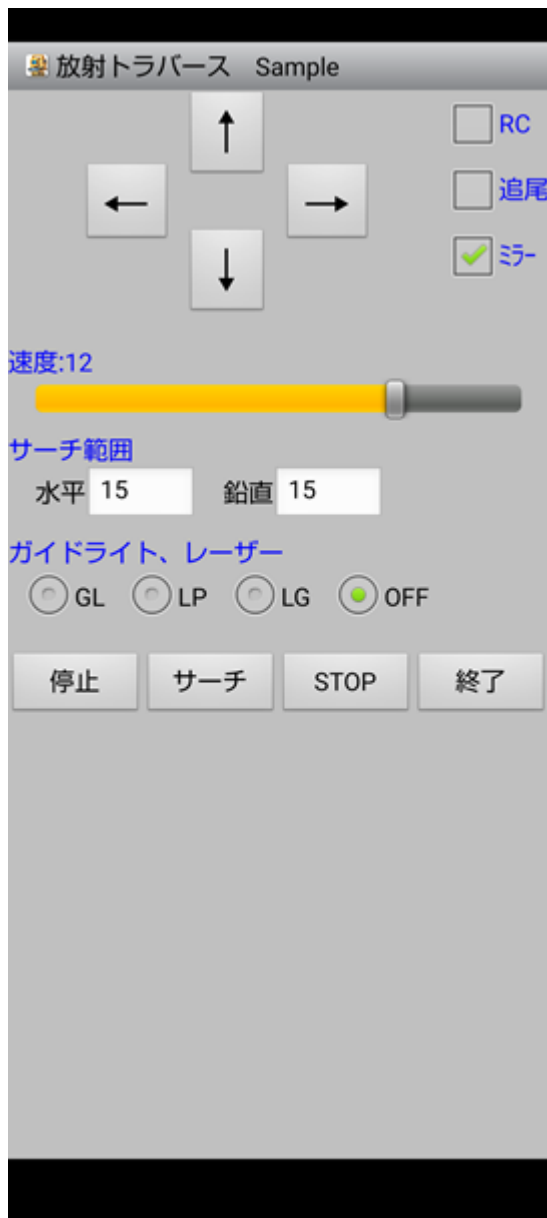 放射トラバース Sample
↑
RC
← →
追尾
↓
ﾐﾗｰ
速度:12
サーチ範囲
水平 15 鉛直 15
ガイドライト、レーザー
GL LP LG OFF
停止 サーチ STOP 終了